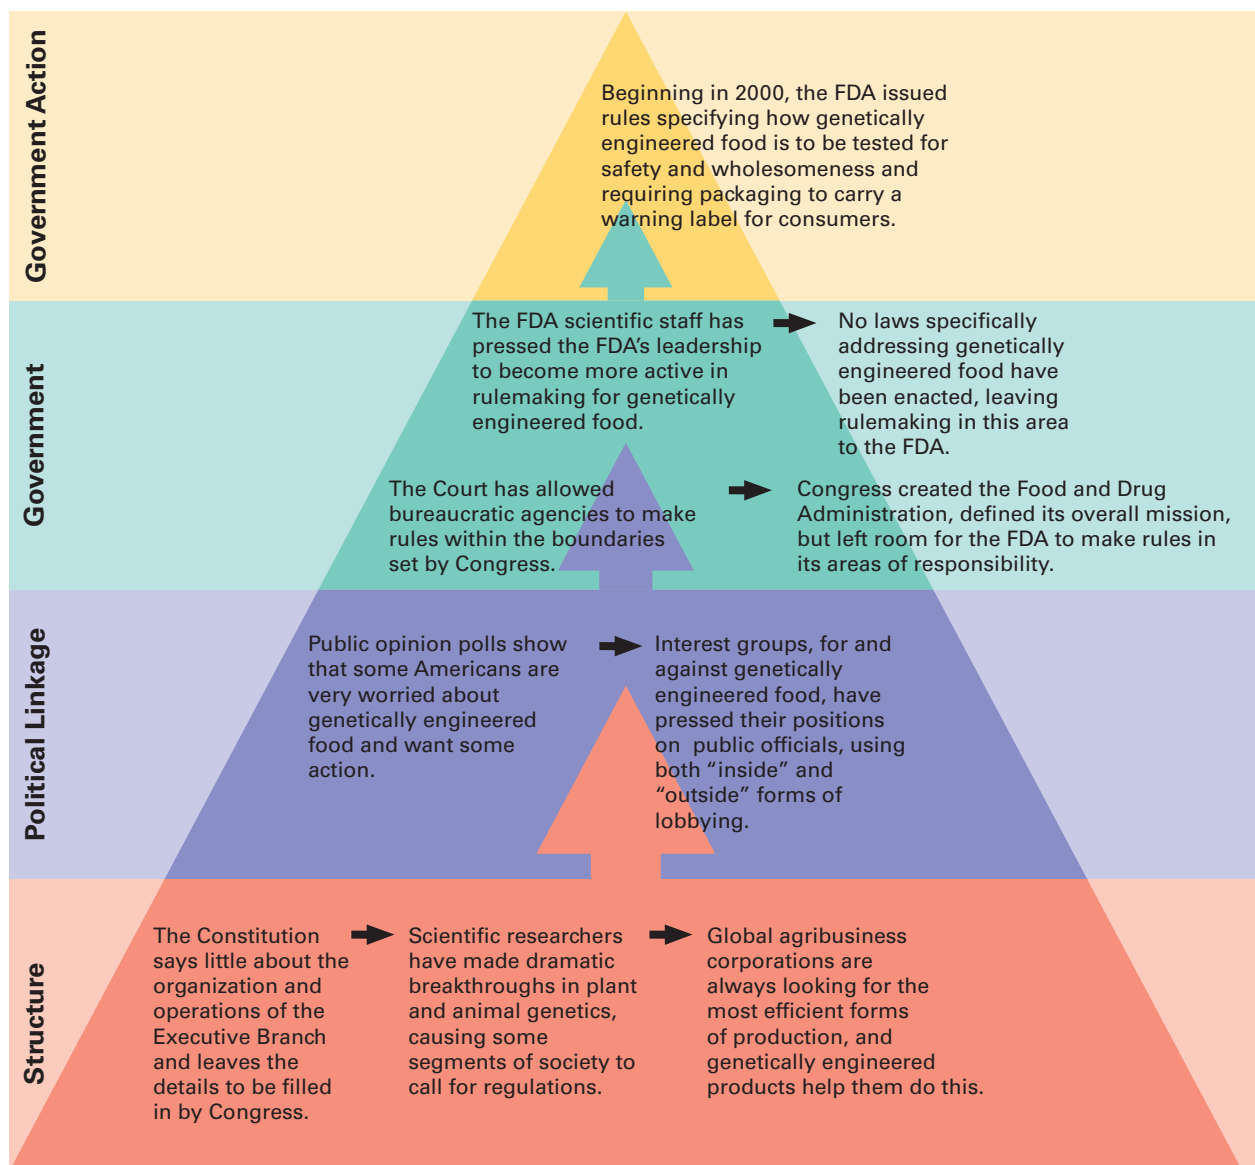 Government Action
Beginning in 2000, the FDA issued
rules specifying how genetically
engineered food is to be tested for
safety and wholesomeness and
requiring packaging to carry a
warning label for consumers.
Government
The FDA scientific staff has
pressed the FDA’s leadership
to become more active in
rulemaking for genetically
engineered food.
No laws specifically
addressing genetically
engineered food have
been enacted, leaving
rulemaking in this area
to the FDA.
The Court has allowed
bureaucratic agencies to make
rules within the boundaries
set by Congress.
Congress created the Food and Drug
Administration, defined its overall mission,
but left room for the FDA to make rules in
its areas of responsibility.
Political Linkage
Public opinion polls show
that some Americans are
very worried about
genetically engineered
food and want some
action.
Interest groups, for and
against genetically
engineered food, have
pressed their positions
on public officials, using
both “inside” and
“outside” forms of
lobbying.
Structure
The Constitution
says little about the
organization and
operations of the
Executive Branch
and leaves the
details to be filled
in by Congress.
Scientific researchers
have made dramatic
breakthroughs in plant
and animal genetics,
causing some
segments of society to
call for regulations.
Global agribusiness
corporations are
always looking for the
most efficient forms
of production, and
genetically engineered
products help them do this.